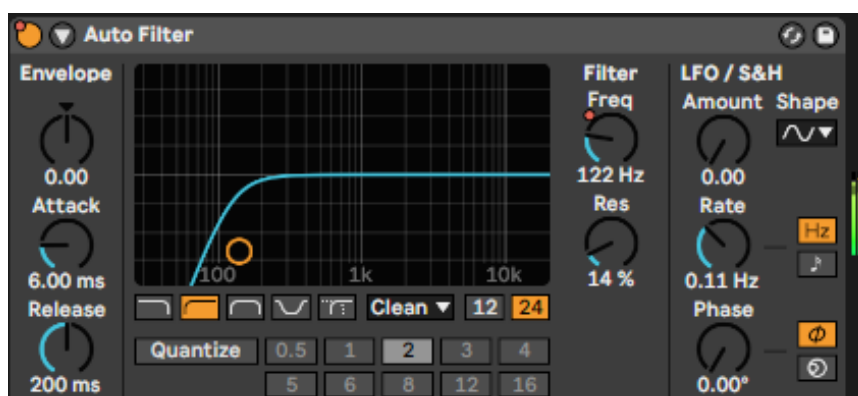 Auto Filter
Envelope
0.00
Attack
6.00 ms
Release
200 ms
100 1k 10k
Clean 12 24
Quantize 0.5 1 2 3 4
5 6 8 12 16
Filter
Freq
122 Hz
Res
14 %
LFO / S&H
Amount Shape
0.00
Rate
Hz
0.11 Hz
Phase
Φ
0.00°